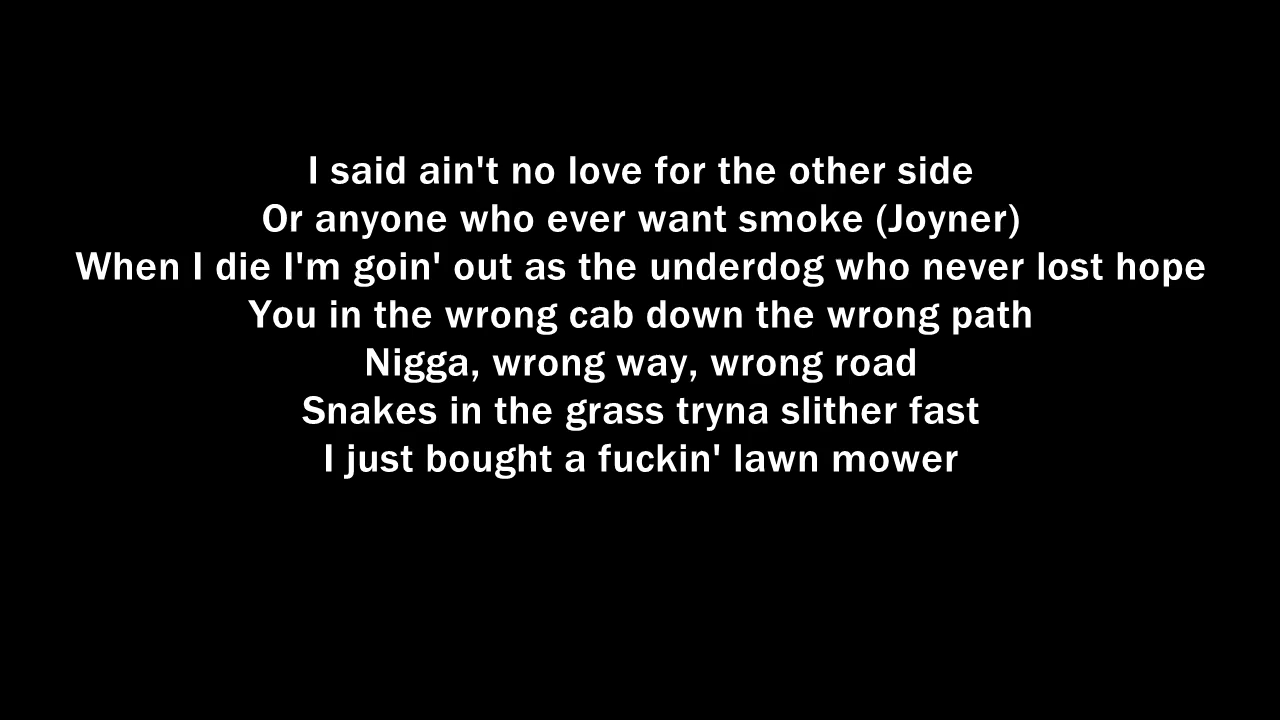 I said ain't no love for the other side
Or anyone who ever want smoke (Joyner)
When I die I'm goin' out as the underdog who never lost hope
You in the wrong cab down the wrong path
Nigga, wrong way, wrong road
Snakes in the grass tryna slither fast
I just bought a fuckin' lawn mower